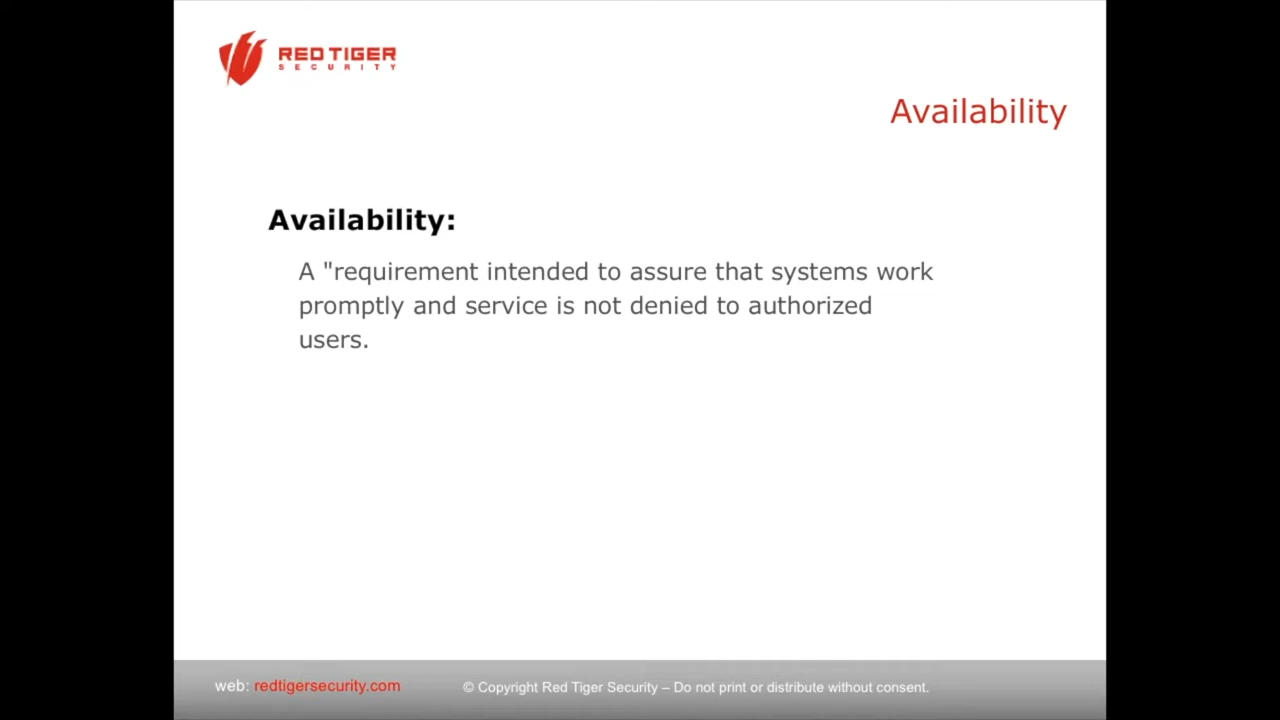 RED TIGER
SECURITY
Availability
Availability:
A "requirement intended to assure that systems work
promptly and service is not denied to authorized
users.
web: redtigersecurity.com
© Copyright Red Tiger Security – Do not print or distribute without consent.